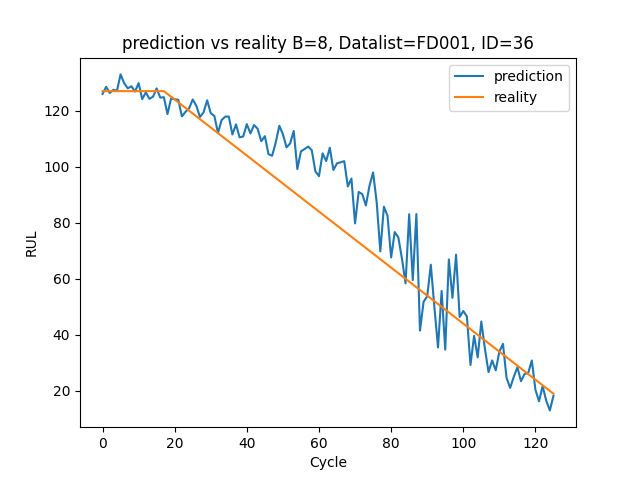 prediction vs reality B=8, Datalist=FD001, ID=36
prediction
reality
RUL
120
100
80
60
40
20
0 20 40 60 80 100 120
Cycle